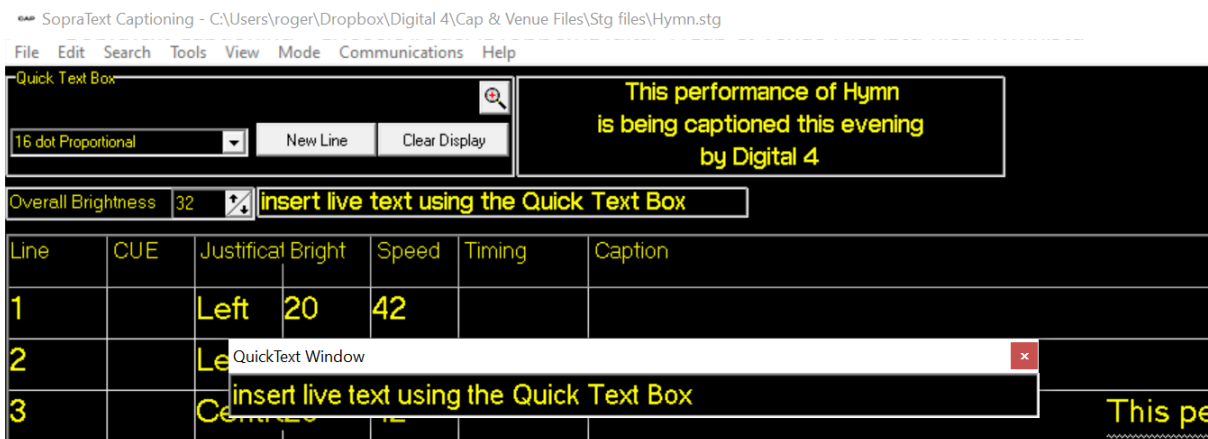 CAP SopraText Captioning - C:\Users\roger\Dropbox\Digital 4\Cap & Venue Files\Stg files\Hymn.stg
File Edit Search Tools View Mode Communications Help
Quick Text Box
16 dot Proportional
New Line
Clear Display
This performance of Hymn
is being captioned this evening
by Digital 4
Overall Brightness 32
insert live text using the Quick Text Box
Line CUE Justificat Bright Speed Timing Caption
1 Left 20 42
2 Le
QuickText Window
insert live text using the Quick Text Box
3
This pe